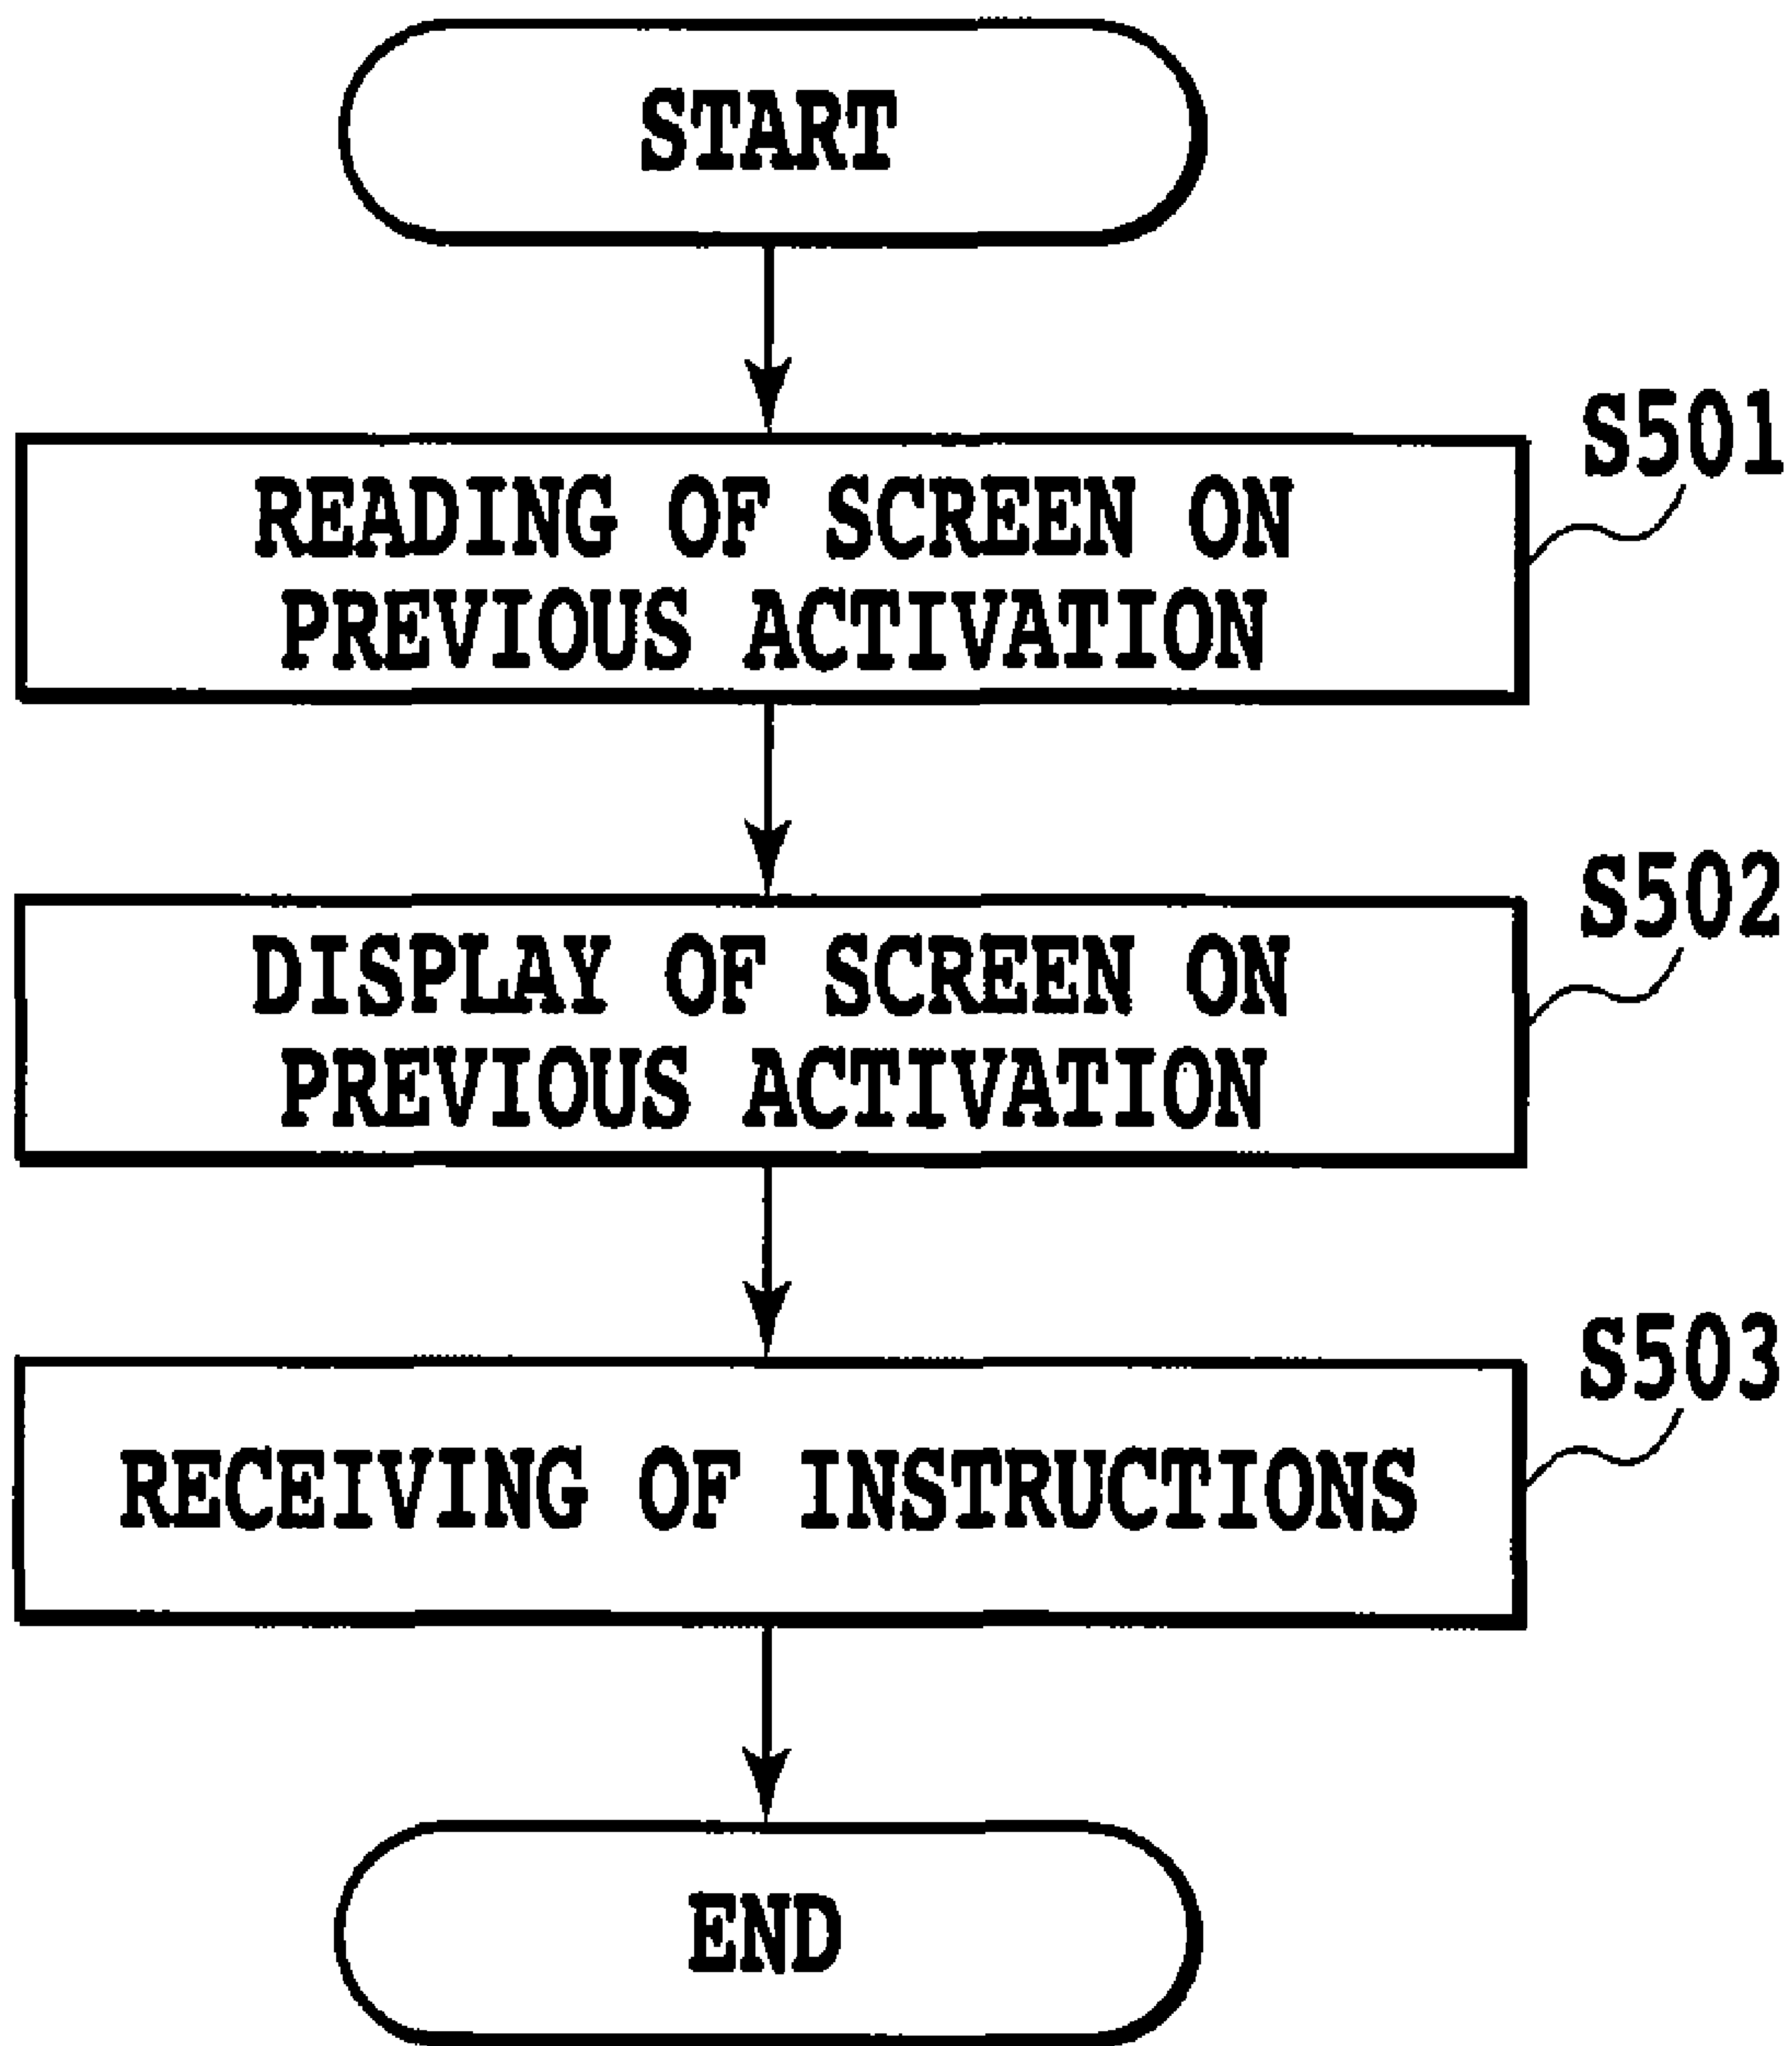 START
S501
READING OF SCREEN ON
PREVIOUS ACTIVATION
S502
DISPLAY OF SCREEN ON
PREVIOUS ACTIVATION
S503
RECEIVING OF INSTRUCTIONS
END